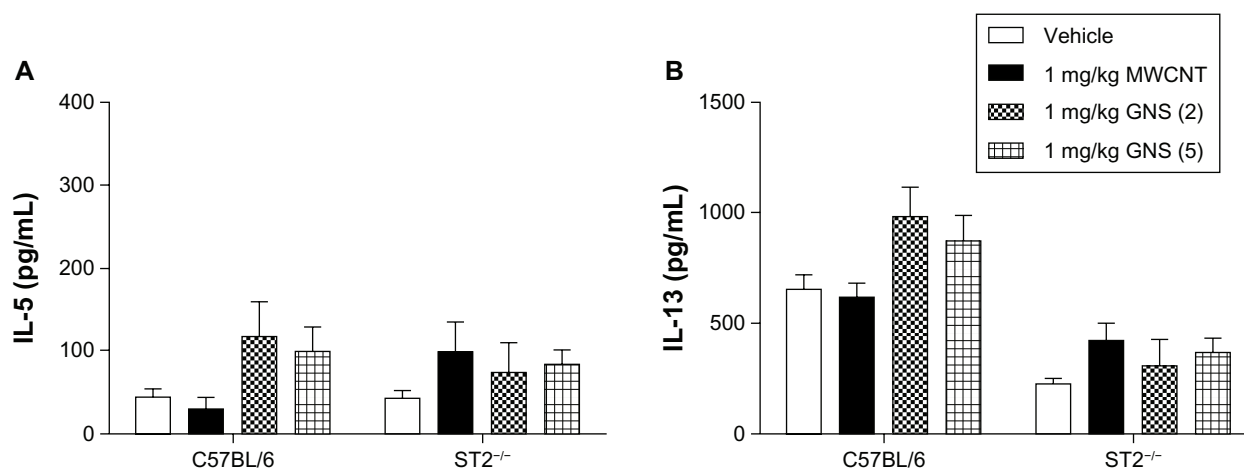 A
IL-5 (pg/mL)
400
300
200
100
0
C57BL/6
ST2⁻/⁻
B
IL-13 (pg/mL)
1500
1000
500
0
C57BL/6
ST2⁻/⁻
Vehicle
1 mg/kg MWCNT
1 mg/kg GNS (2)
1 mg/kg GNS (5)